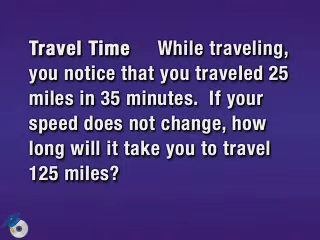 Travel Time While traveling,
you notice that you traveled 25
miles in 35 minutes. If your
speed does not change, how
long will it take you to travel
125 miles?